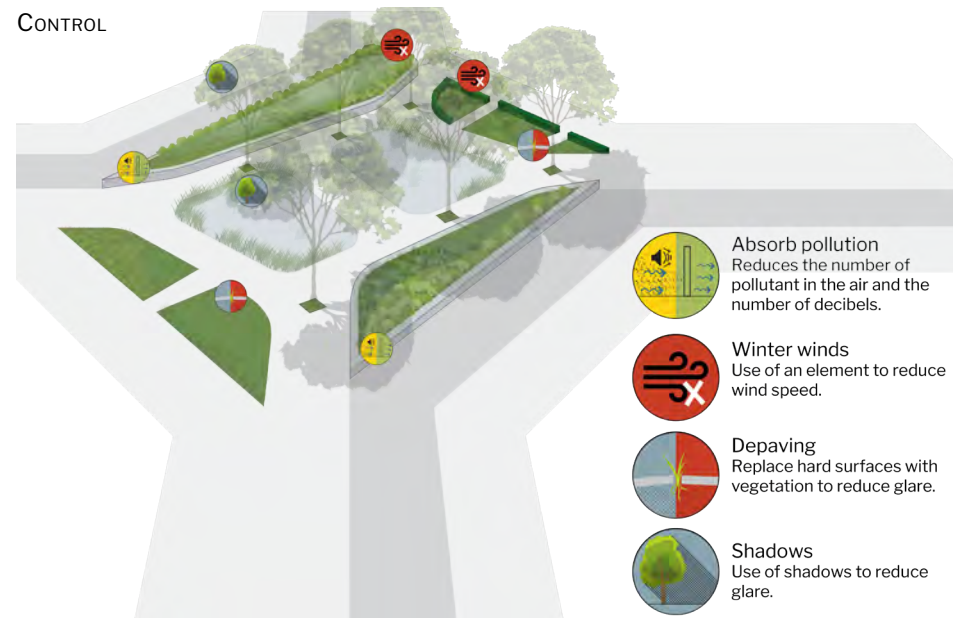 CONTROL
Absorb pollution
Reduces the number of
pollutant in the air and the
number of decibels.
Winter winds
Use of an element to reduce
wind speed.
Depaving
Replace hard surfaces with
vegetation to reduce glare.
Shadows
Use of shadows to reduce
glare.